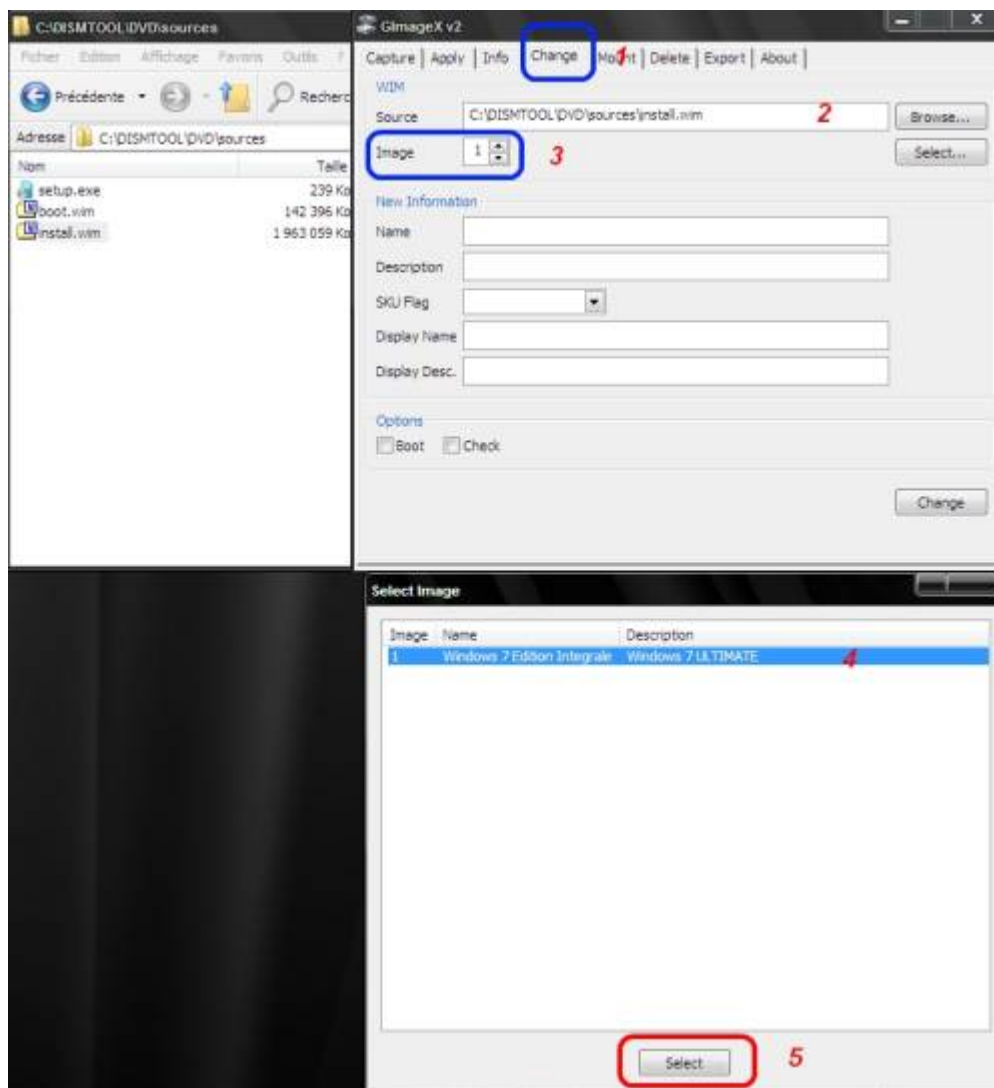 C:\DISMTOOL\DVD\sources
Fichier Edition Affichage Favoris Outils ?
Précédente
Recherc
Adresse C:\DISMTOOL\DVD\sources
Nom Taille
setup.exe 239 Ko
boot.wim 142 396 Ko
install.wim 1 963 059 Ko
GImageX v2
Capture Apply Info Change Mount Delete Export About
1
WIM
Source C:\DISMTOOL\DVD\sources\install.wim 2 Browse...
Image 1 3 Select...
New Information
Name
Description
SKU Flag
Display Name
Display Desc.
Options
Boot Check
Change
Select Image
Image Name Description
1 Windows 7 Edition Integrale Windows 7 ULTIMATE 4
Select 5